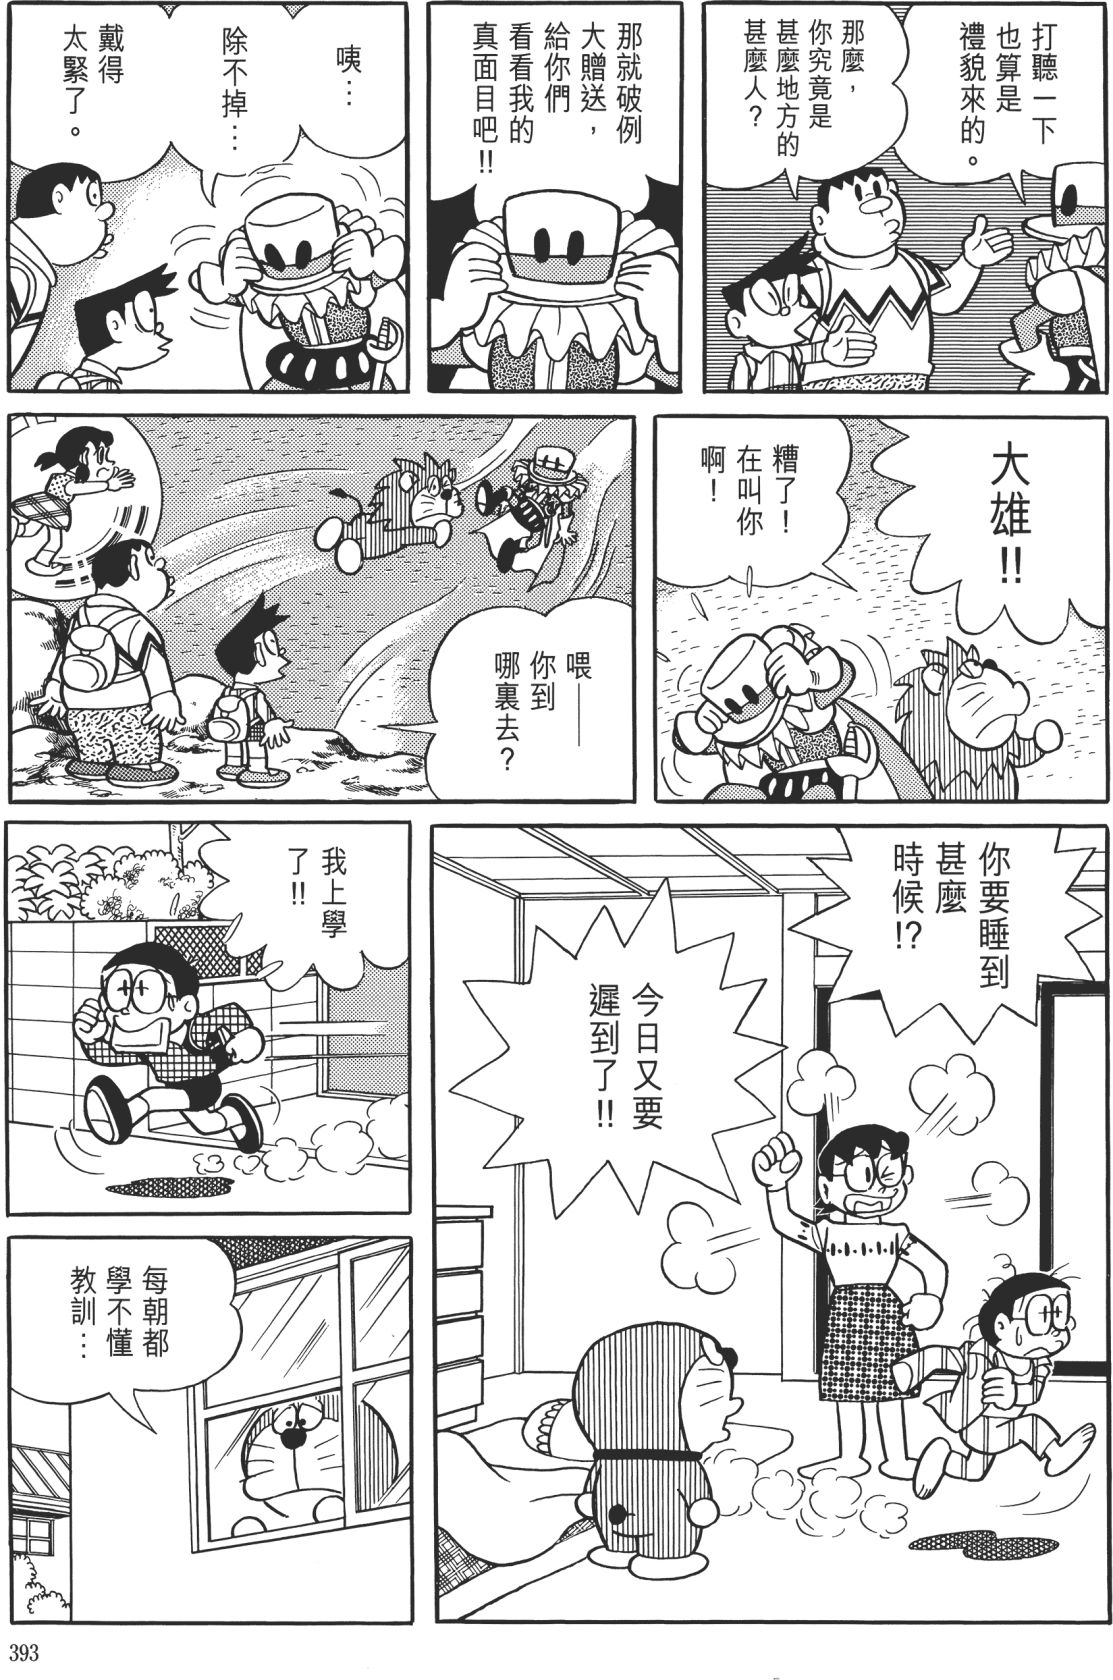 打聽一下
也算是
禮貌來的。
那麼，
你究竟是
甚麼地方的
甚麼人？
那就破例
大贈送，
給你們
看看我的
真面目吧!!
咦…
除不掉…
戴得
太緊了。
大雄!!
糟了！
在叫你
啊！
喂——
你到
哪裏去？
你要睡到
甚麼
時候!?
今日又要
遲到了!!
我上學
了!!
每朝都
學不懂
教訓…
393